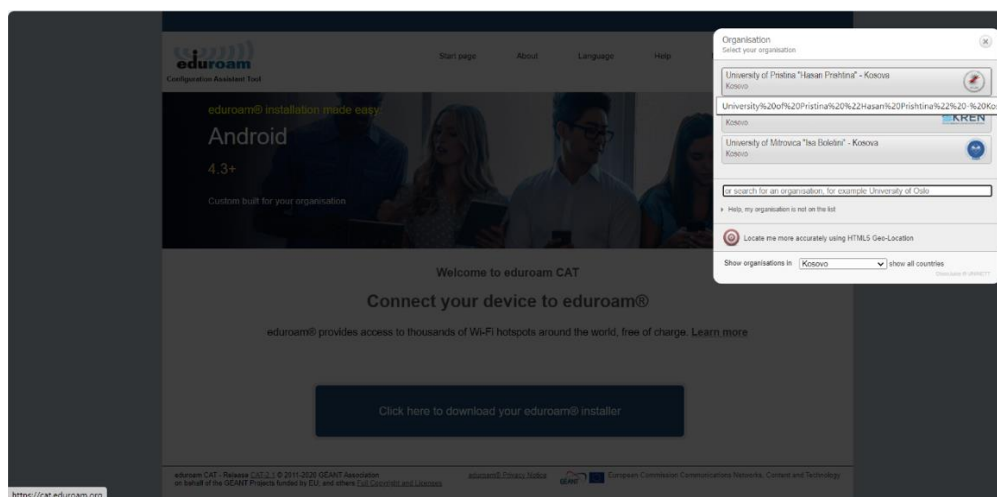 eduroam
Configuration Assistant Tool
Start page
About
Language
Help
eduroam® installation made easy:
Android
4.3+
Custom built for your organisation
Organisation
Select your organisation
University of Pristina "Hasan Prishtina" - Kosova
Kosovo
University%20of%20Pristina%20%22Hasan%20Prishtina%22%20-%20Ko
Kosovo
KREN
University of Mitrovica "Isa Boletini" - Kosova
Kosovo
or search for an organisation, for example University of Oslo
Help, my organisation is not on the list
Locate me more accurately using HTML5 Geo-Location
Show organisations in Kosovo show all countries
Welcome to eduroam CAT
Connect your device to eduroam®
eduroam® provides access to thousands of Wi-Fi hotspots around the world, free of charge. Learn more
Click here to download your eduroam® installer
eduroam CAT - Release CAT-2.1 © 2011-2020 GÉANT Association
on behalf of the GÉANT Projects funded by EU; and others Full Copyright and Licenses
eduroam® Privacy Notice
GÉANT
European Commission Communications Networks, Content and Technology
https://cat.eduroam.org